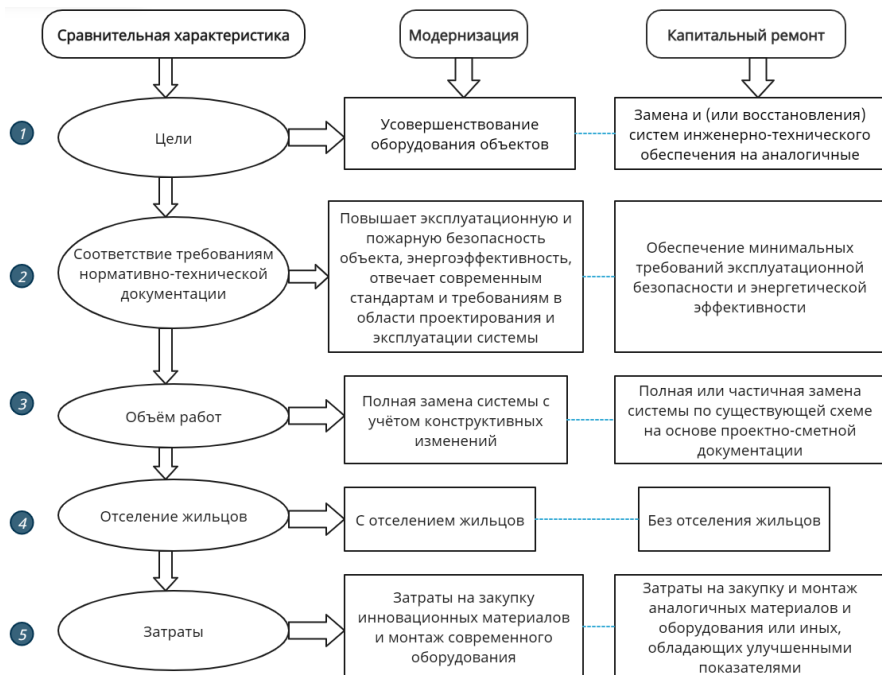 Сравнительная характеристика
Модернизация
Капитальный ремонт
1
Цели
Усовершенствование
оборудования объектов
Замена и (или восстановления)
систем инженерно-технического
обеспечения на аналогичные
2
Соответствие требованиям
нормативно-технической
документации
Повышает эксплуатационную и
пожарную безопасность
объекта, энергоэффективность,
отвечает современным
стандартам и требованиям в
области проектирования и
эксплуатации системы
Обеспечение минимальных
требований эксплуатационной
безопасности и энергетической
эффективности
3
Объём работ
Полная замена системы с
учётом конструктивных
изменений
Полная или частичная замена
системы по существующей схеме
на основе проектно-сметной
документации
4
Отселение жильцов
С отселением жильцов
Без отселения жильцов
5
Затраты
Затраты на закупку
инновационных материалов
и монтаж современного
оборудования
Затраты на закупку и монтаж
аналогичных материалов и
оборудования или иных,
обладающих улучшенными
показателями